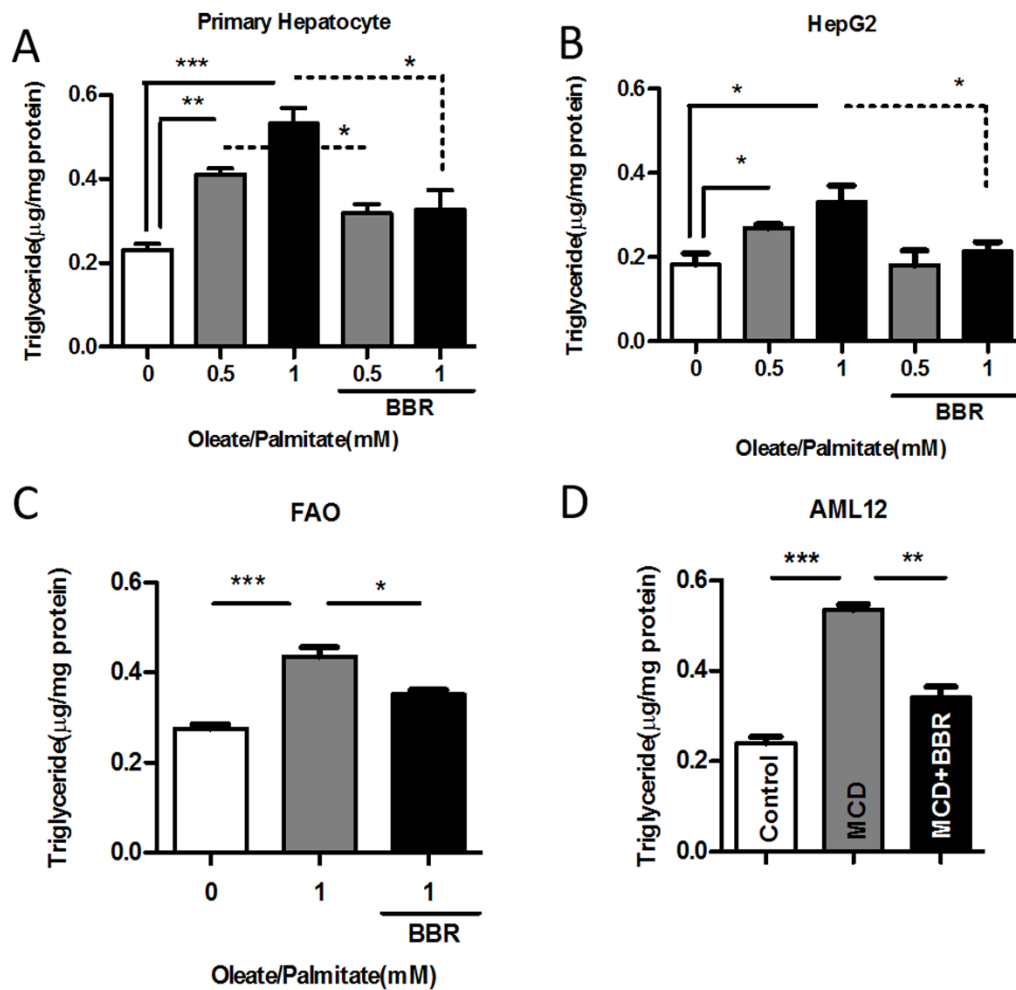 A
Primary Hepatocyte
Triglyceride(μg/mg protein)
0.6
0.4
0.2
0.0
***
**
*
*
0 0.5 1 0.5 1
BBR
Oleate/Palmitate(mM)
B
HepG2
Triglyceride(μg/mg protein)
0.6
0.4
0.2
0.0
*
*
*
0 0.5 1 0.5 1
BBR
Oleate/Palmitate(mM)
C
FAO
Triglyceride(μg/mg protein)
0.6
0.4
0.2
0.0
*** *
0 1 1
BBR
Oleate/Palmitate(mM)
D
AML12
Triglyceride(μg/mg protein)
0.6
0.4
0.2
0.0
*** **
Control
MCD
MCD+BBR